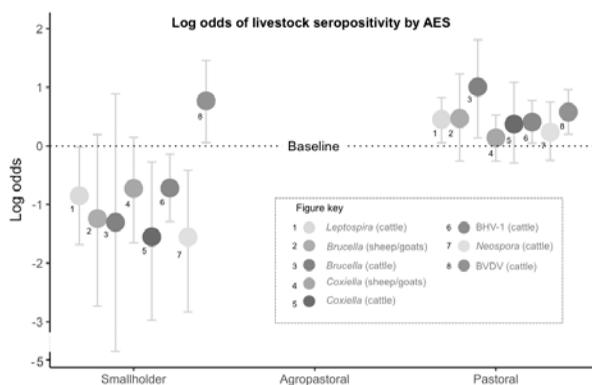 Log odds of livestock seropositivity by AES
2
1
0
-1
-2
-3
-5
Log odds
Baseline
1
2
3
4
5
6
7
8
1
2
3
4
5
6
7
8
Figure key
1 Leptospira (cattle)
2 Brucella (sheep/goats)
3 Brucella (cattle)
4 Coxiella (sheep/goats)
5 Coxiella (cattle)
6 BHV-1 (cattle)
7 Neospora (cattle)
8 BVDV (cattle)
Smallholder Agropastoral Pastoral